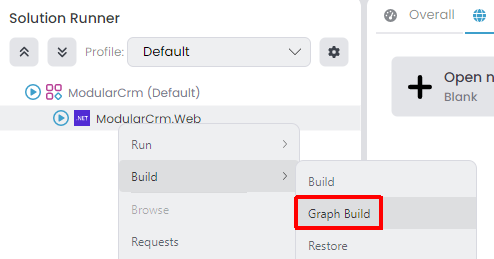 Solution Runner
Profile: Default
ModularCrm (Default)
.NET ModularCrm.Web
Run
Build
Browse
Requests
Build
Graph Build
Restore
Overall
Open n
Blank